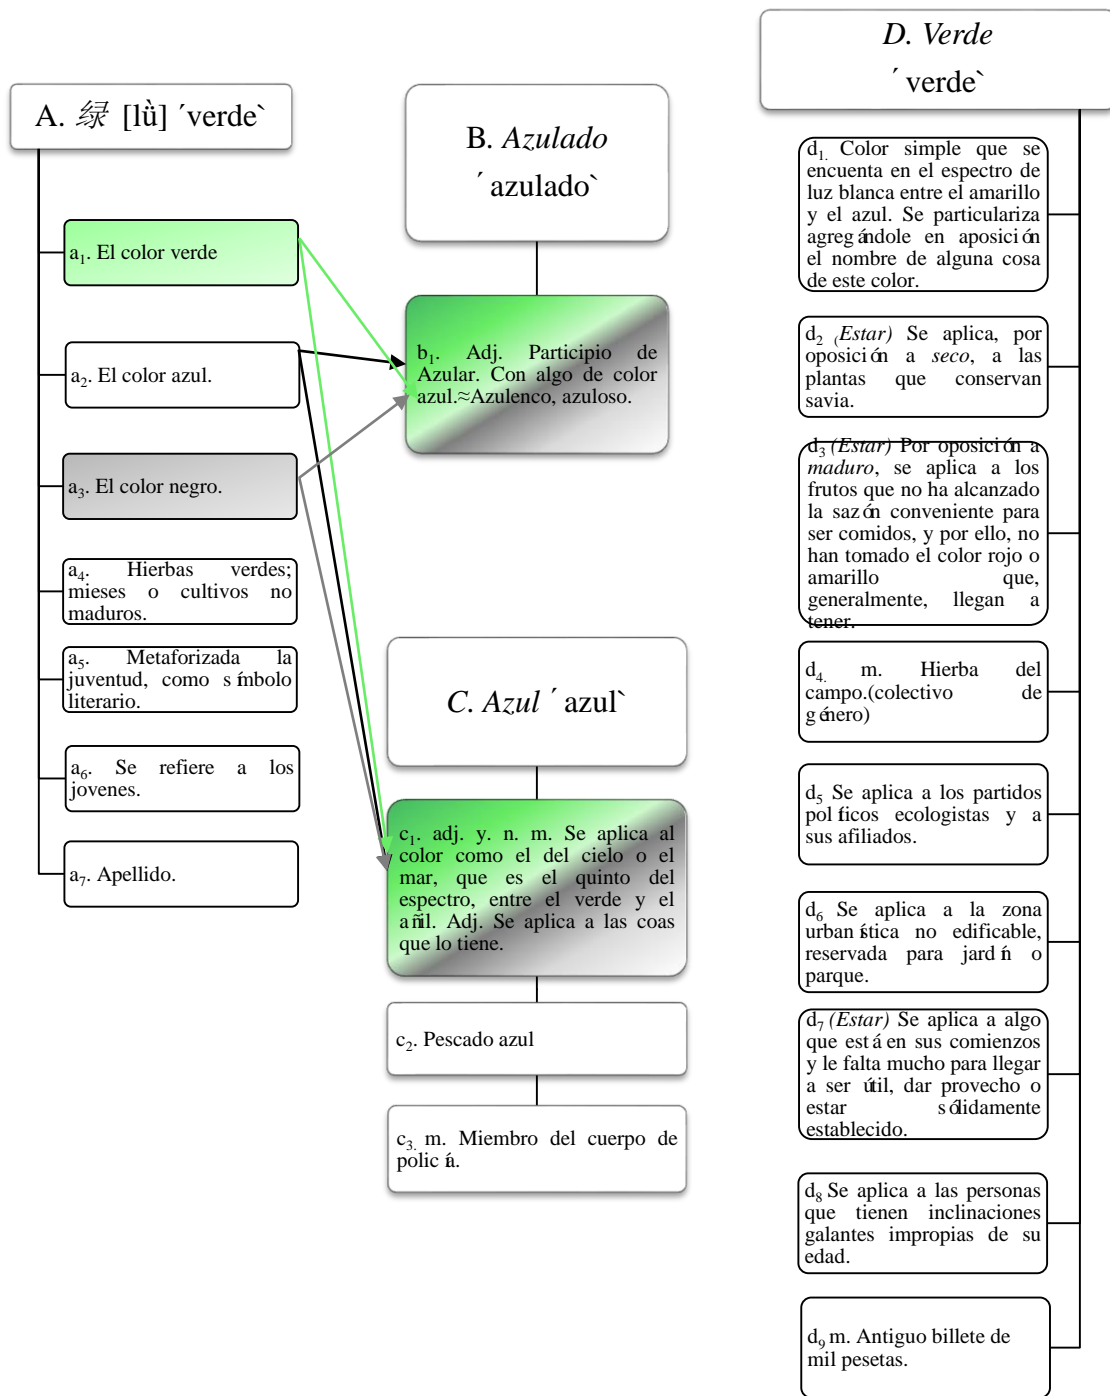 A. 绿 [lǜ] ´verde`
a1. El color verde
a2. El color azul.
a3. El color negro.
a4. Hierbas verdes;
mieses o cultivos no
maduros.
a5. Metaforizada la
juventud, como símbolo
literario.
a6. Se refiere a los
jovenes.
a7. Apellido.
B. Azulado
´ azulado`
b1. Adj. Participio de
Azular. Con algo de color
azul.≈Azulenco, azuloso.
C. Azul ´ azul`
c1. adj. y. n. m. Se aplica al
color como el del cielo o el
mar, que es el quinto del
espectro, entre el verde y el
añil. Adj. Se aplica a las coas
que lo tiene.
c2. Pescado azul
c3. m. Miembro del cuerpo de
policía.
D. Verde
´ verde`
d1. Color simple que se
encuenta en el espectro de
luz blanca entre el amarillo
y el azul. Se particulariza
agregándole en aposición
el nombre de alguna cosa
de este color.
d2 (Estar) Se aplica, por
oposición a seco, a las
plantas que conservan
savia.
d3 (Estar) Por oposición a
maduro, se aplica a los
frutos que no ha alcanzado
la sazón conveniente para
ser comidos, y por ello, no
han tomado el color rojo o
amarillo que,
generalmente, llegan a
tener.
d4. m. Hierba del
campo.(colectivo de
género)
d5 Se aplica a los partidos
políticos ecologistas y a
sus afiliados.
d6 Se aplica a la zona
urbanística no edificable,
reservada para jardín o
parque.
d7 (Estar) Se aplica a algo
que está en sus comienzos
y le falta mucho para llegar
a ser útil, dar provecho o
estar sólidamente
establecido.
d8 Se aplica a las personas
que tienen inclinaciones
galantes impropias de su
edad.
d9 m. Antiguo billete de
mil pesetas.